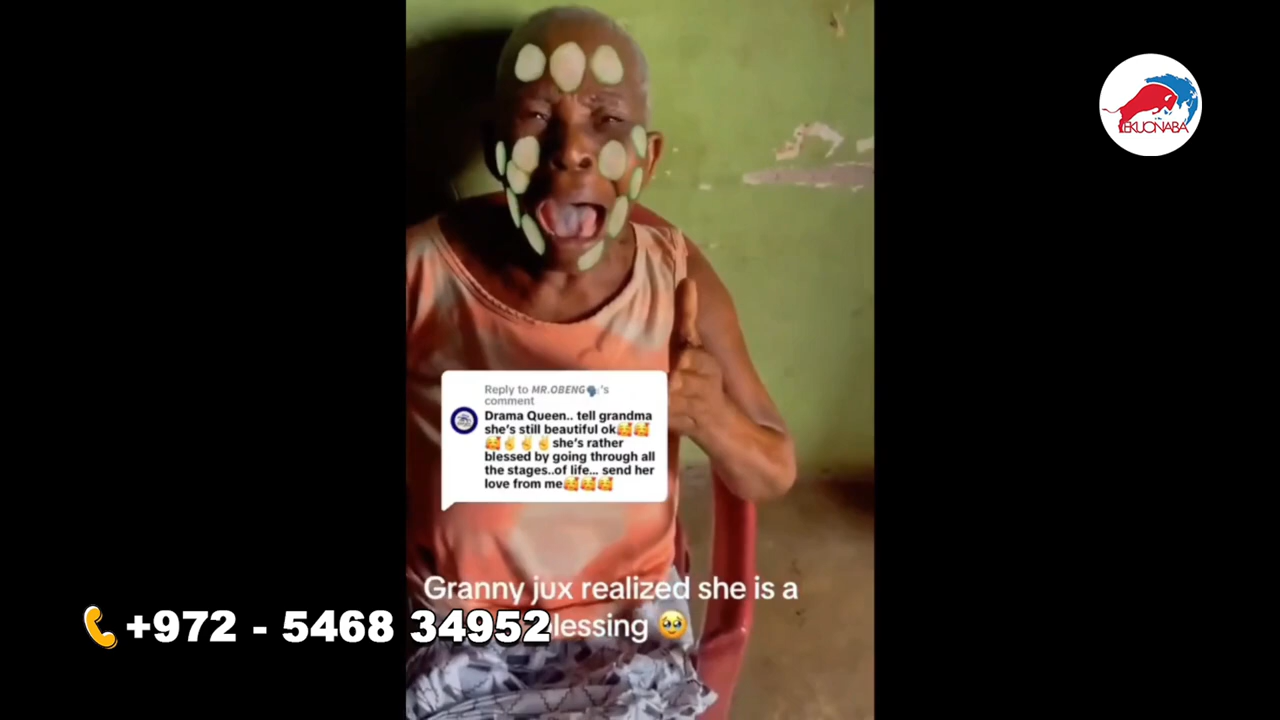 EKUONABA
Reply to MR.OBENG🗣️'s
comment
Drama Queen.. tell grandma
she's still beautiful ok🥰🥰
🥰✌️✌️✌️she's rather
blessed by going through all
the stages..of life... send her
love from me🥰🥰🥰
Granny jux realized she is a
lessing 🥹
+972 - 5468 34952